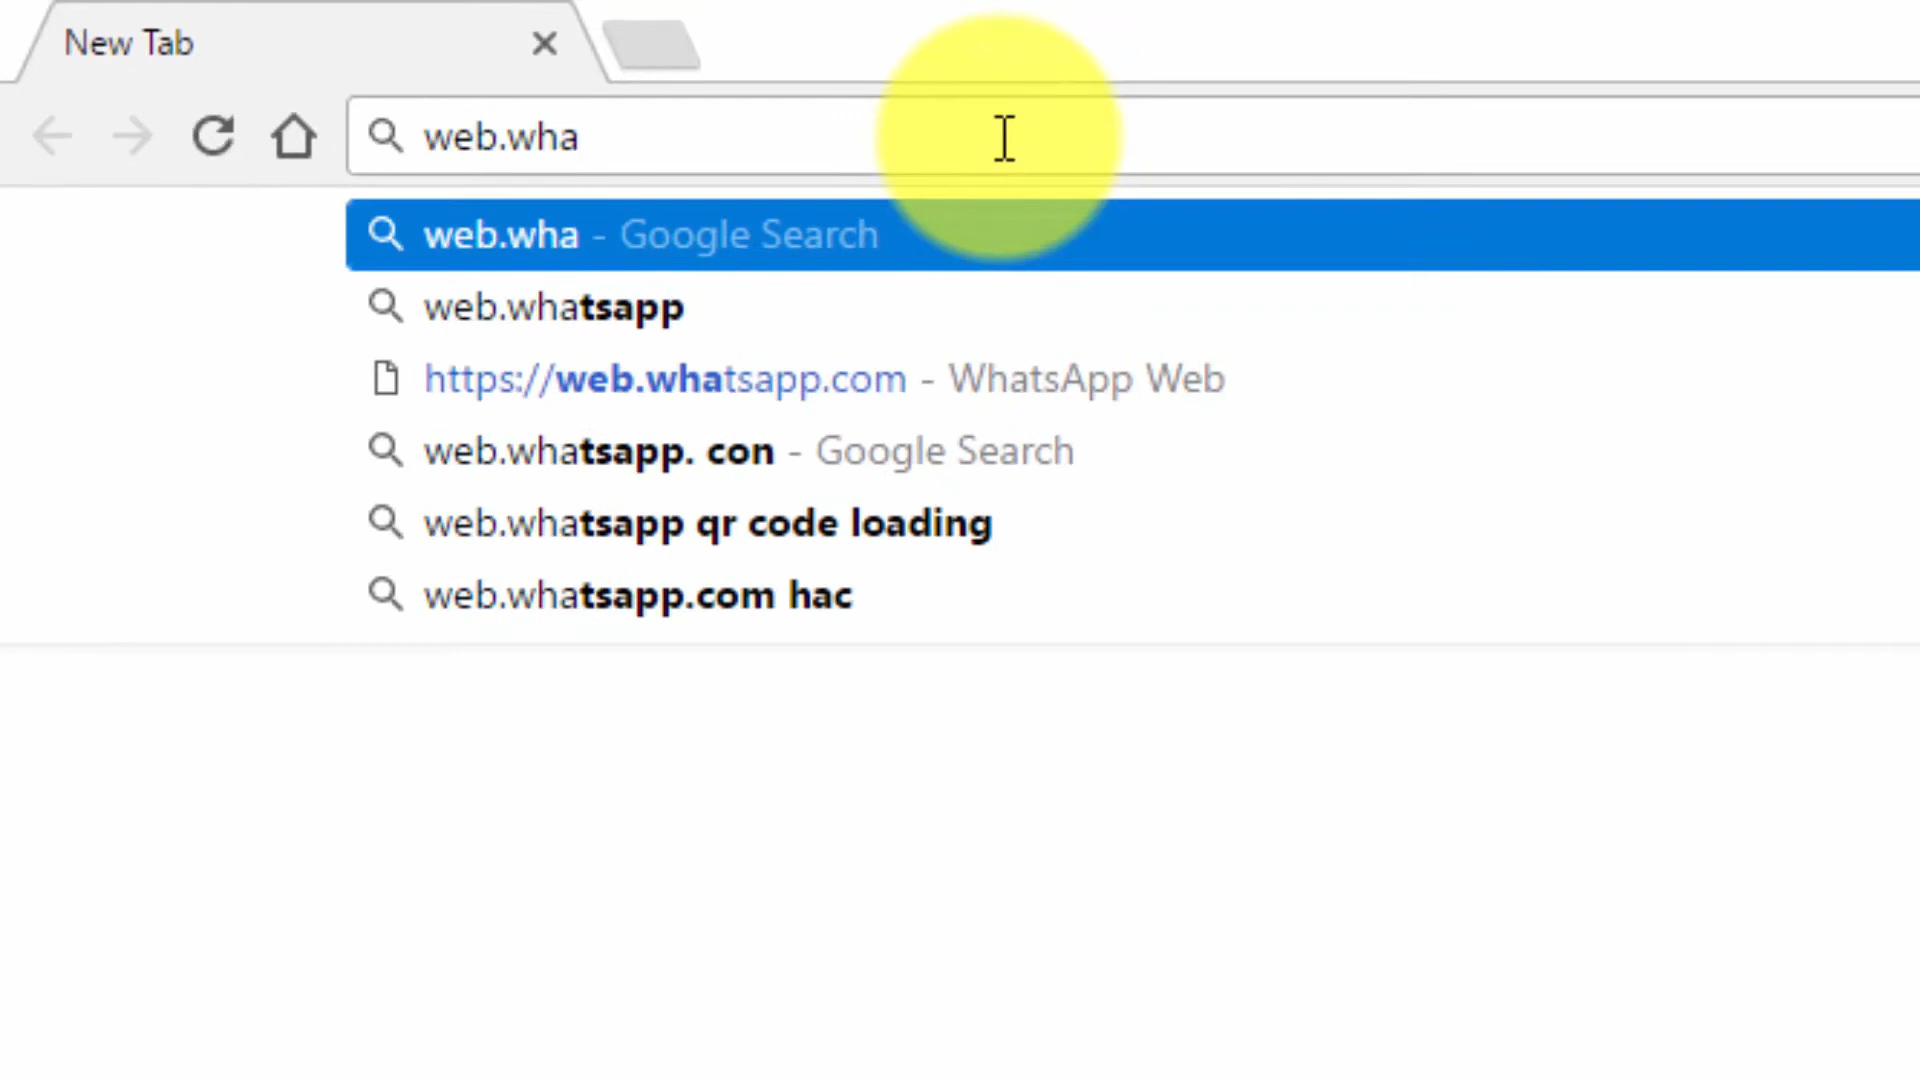 New Tab
web.wha
web.wha - Google Search
web.whatsapp
https://web.whatsapp.com - WhatsApp Web
web.whatsapp. con - Google Search
web.whatsapp qr code loading
web.whatsapp.com hac